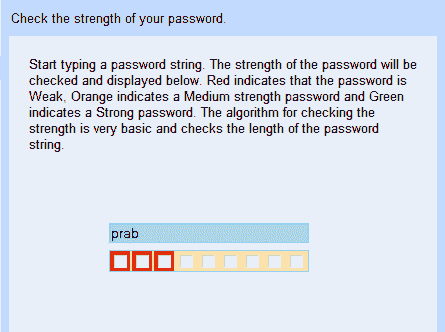 Check the strength of your password.
Start typing a password string. The strength of the password will be
checked and displayed below. Red indicates that the password is
Weak, Orange indicates a Medium strength password and Green
indicates a Strong password. The algorithm for checking the
strength is very basic and checks the length of the password
string.
prab